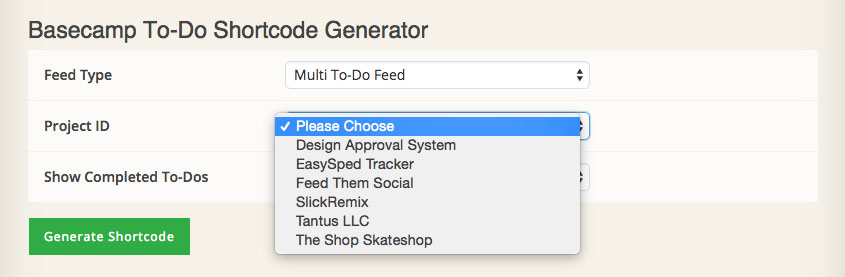 Basecamp To-Do Shortcode Generator
Feed Type
Multi To-Do Feed
Project ID
✓ Please Choose
Design Approval System
EasySped Tracker
Feed Them Social
Show Completed To-Dos
SlickRemix
Tantus LLC
The Shop Skateshop
Generate Shortcode